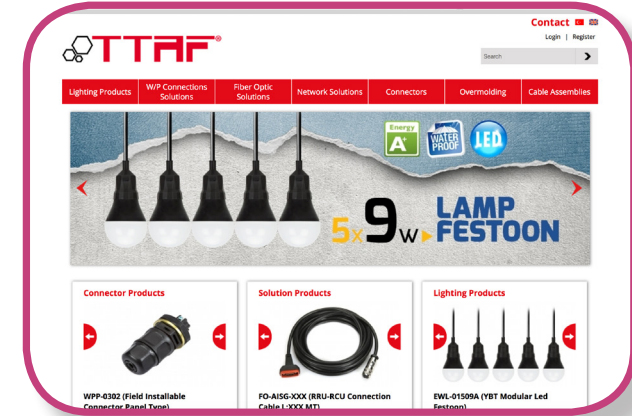 Contact
Login | Register
TTAF®
Search
Lighting Products
W/P Connections Solutions
Fiber Optic Solutions
Network Solutions
Connectors
Overmolding
Cable Assemblies
Energy
A+
WATER PROOF
LED
5x9w LAMP FESTOON
Connector Products
Solution Products
Lighting Products
WPP-0302 (Field Installable
Connector Panel Type)
FO-AISG-XXX (RRU-RCU Connection
Cable L:XXX MT)
EWL-01509A (YBT Modular Led
Festoon)